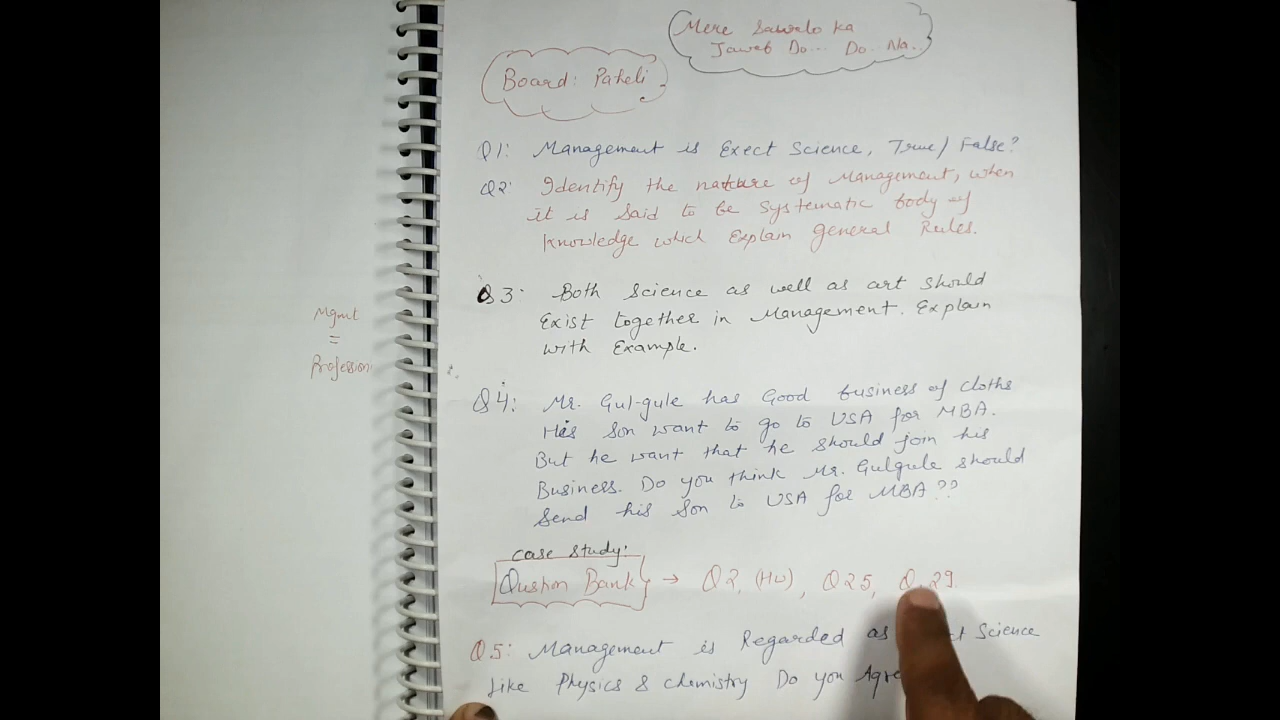 Mere Sawalo ka
Jawab Do... Do Na..
Board: Paheli
Q1: Management is Exect Science, True/ False?
Q2: Identify the nature of Management, when
it is said to be systematic body of
knowledge which Explain general Rules.
Q3: Both Science as well as art should
Exist together in Management. Explain
with Example.
Mgmt
=
Profession
Q4: Mr. Gul-gule has Good business of cloths
His son want to go to USA for MBA.
But he want that he should join his
Business. Do you think Mr. Gulgule should
Send his son to USA for MBA??
Case study:
Qustion Bank → Q2, (HW), Q25, Q.29
Q.5: Management is Regarded as Science
Like Physics & chemistry Do you